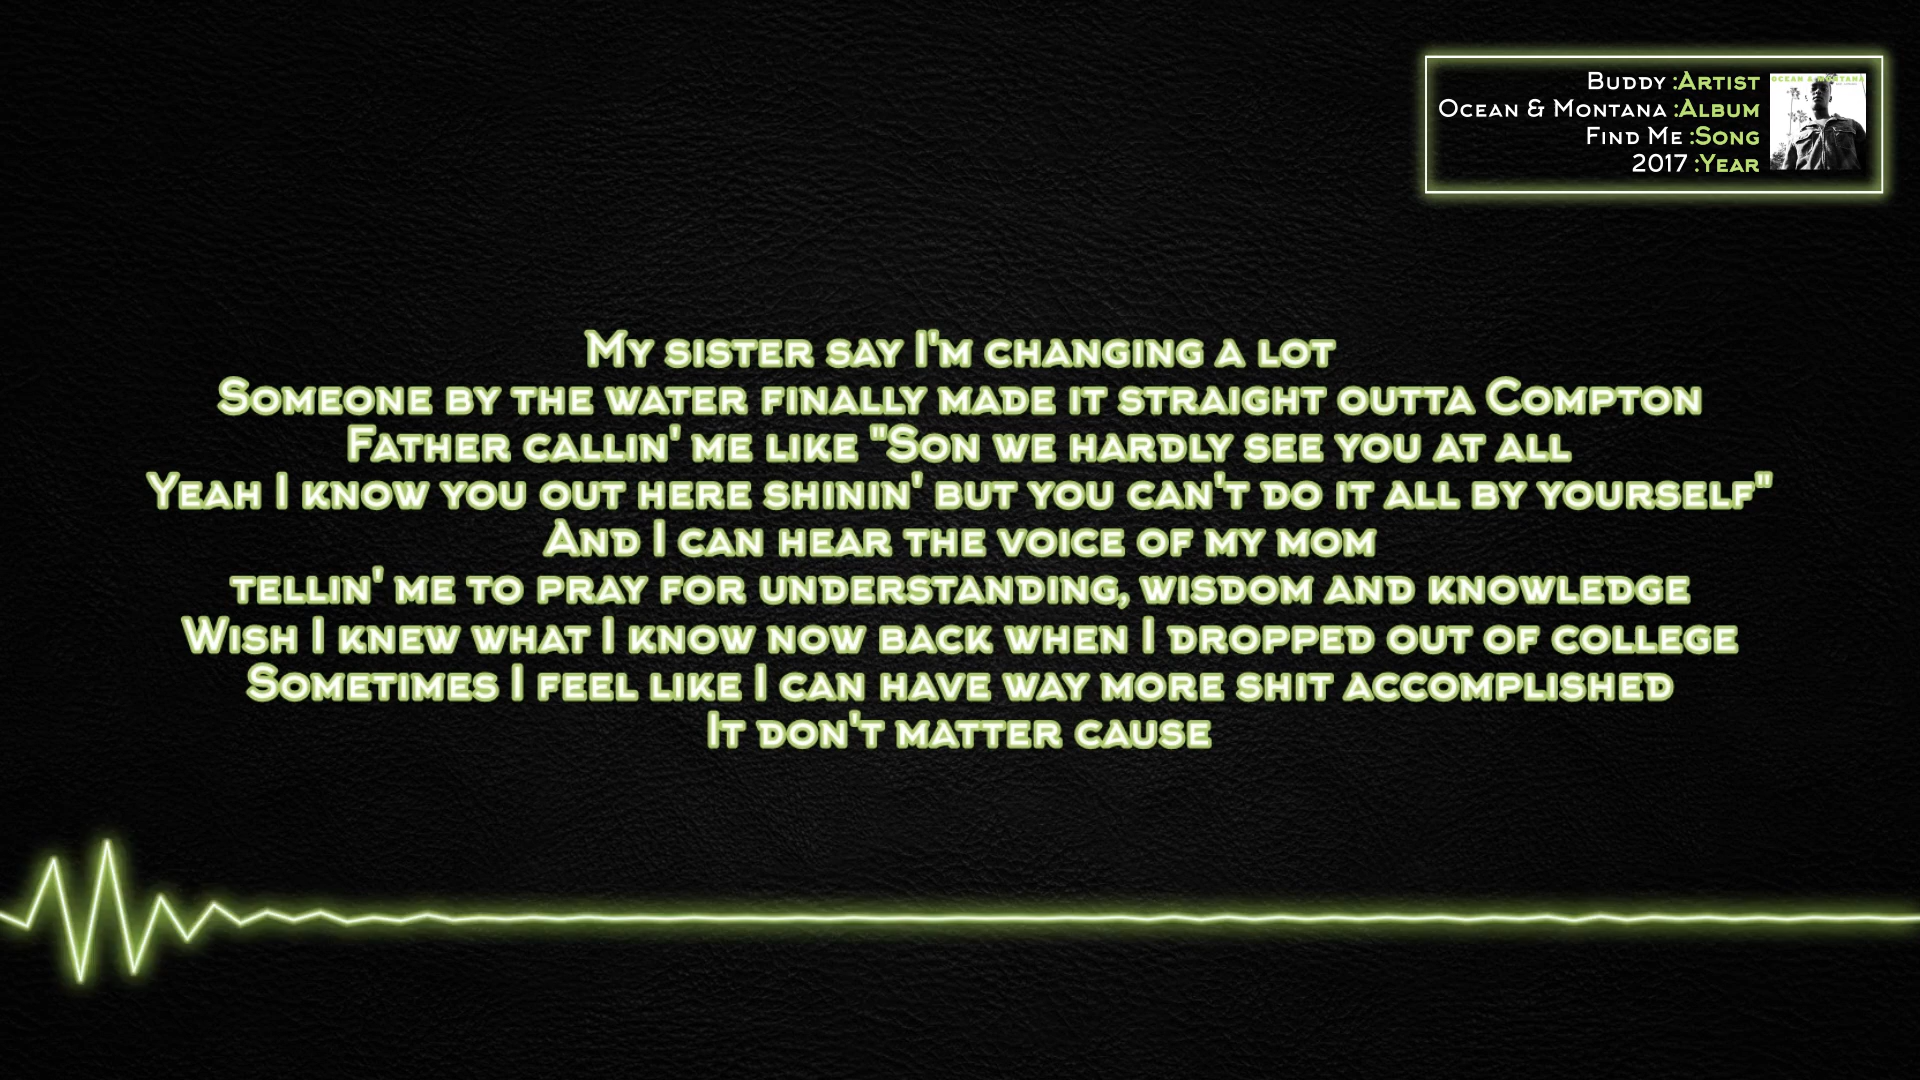 Buddy :Artist
Ocean & Montana :Album
Find Me :Song
2017 :Year
OCEAN & MONTANA
My sister say I'm changing a lot
Someone by the water finally made it straight outta Compton
Father callin' me like "Son we hardly see you at all
Yeah I know you out here shinin' but you can't do it all by yourself"
And I can hear the voice of my mom
tellin' me to pray for understanding, wisdom and knowledge
Wish I knew what I know now back when I dropped out of college
Sometimes I feel like I can have way more shit accomplished
It don't matter cause